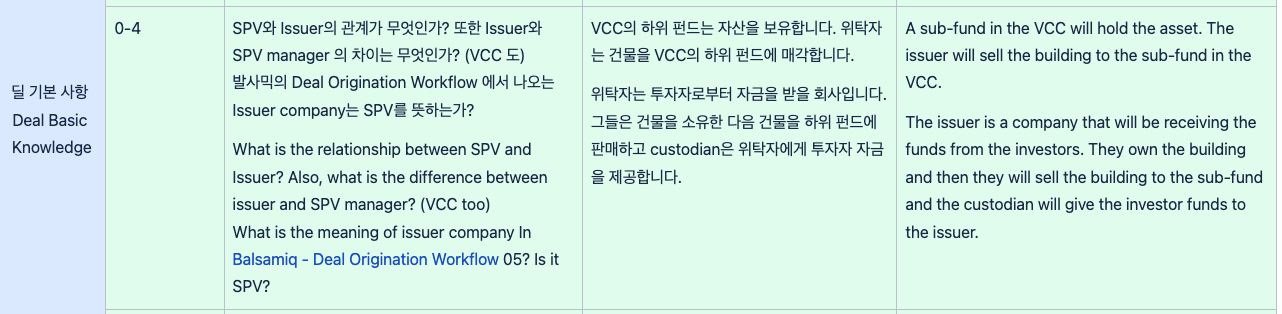 딜 기본 사항
Deal Basic
Knowledge
0-4
SPV와 Issuer의 관계가 무엇인가? 또한 Issuer와
SPV manager 의 차이는 무엇인가? (VCC 도)
발사믹의 Deal Origination Workflow 에서 나오는
Issuer company는 SPV를 뜻하는가?
What is the relationship between SPV and
Issuer? Also, what is the difference between
issuer and SPV manager? (VCC too)
What is the meaning of issuer company In
Balsamiq - Deal Origination Workflow 05? Is it
SPV?
VCC의 하위 펀드는 자산을 보유합니다. 위탁자
는 건물을 VCC의 하위 펀드에 매각합니다.
위탁자는 투자자로부터 자금을 받을 회사입니다.
그들은 건물을 소유한 다음 건물을 하위 펀드에
판매하고 custodian은 위탁자에게 투자자 자금
을 제공합니다.
A sub-fund in the VCC will hold the asset. The
issuer will sell the building to the sub-fund in the
VCC.
The issuer is a company that will be receiving the
funds from the investors. They own the building
and then they will sell the building to the sub-fund
and the custodian will give the investor funds to
the issuer.